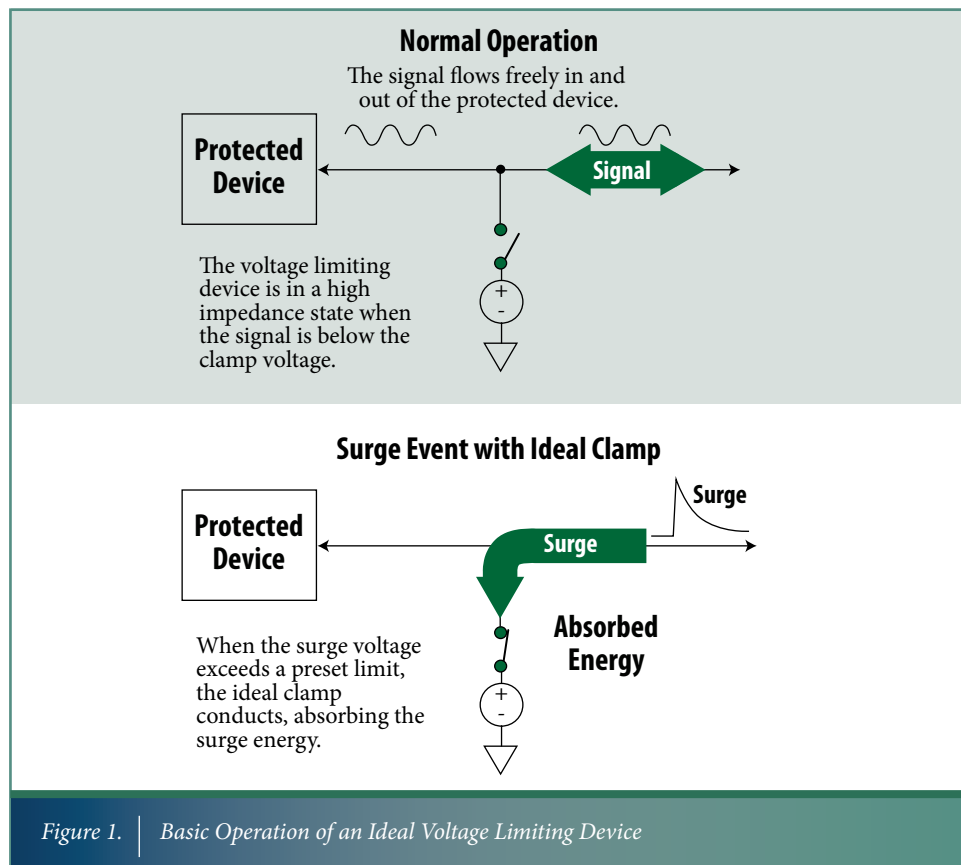 Normal Operation
The signal flows freely in and
out of the protected device.
Protected
Device
Signal
The voltage limiting
device is in a high
impedance state when
the signal is below the
clamp voltage.
+
-
Surge Event with Ideal Clamp
Surge
Protected
Device
Surge
Absorbed
Energy
When the surge voltage
exceeds a preset limit,
the ideal clamp
conducts, absorbing the
surge energy.
+
-
Figure 1. | Basic Operation of an Ideal Voltage Limiting Device